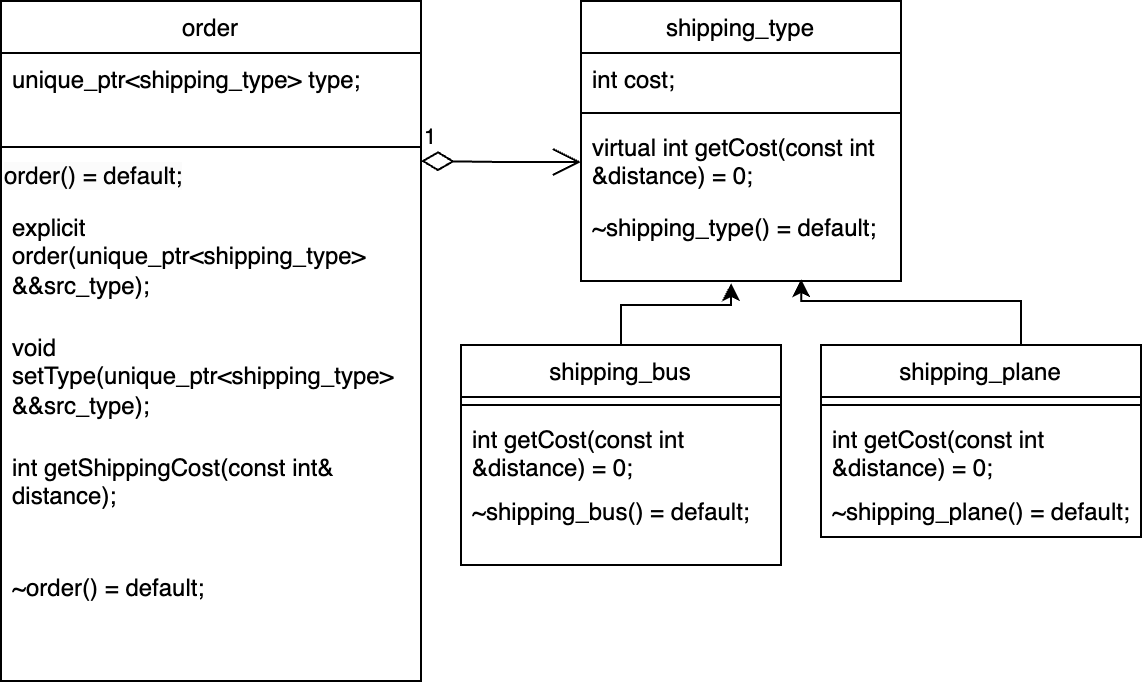 order
unique_ptr<shipping_type> type;
order() = default;
explicit
order(unique_ptr<shipping_type>
&&src_type);
void
setType(unique_ptr<shipping_type>
&&src_type);
int getShippingCost(const int&
distance);
~order() = default;
1
shipping_type
int cost;
virtual int getCost(const int
&distance) = 0;
~shipping_type() = default;
shipping_bus
int getCost(const int
&distance) = 0;
~shipping_bus() = default;
shipping_plane
int getCost(const int
&distance) = 0;
~shipping_plane() = default;